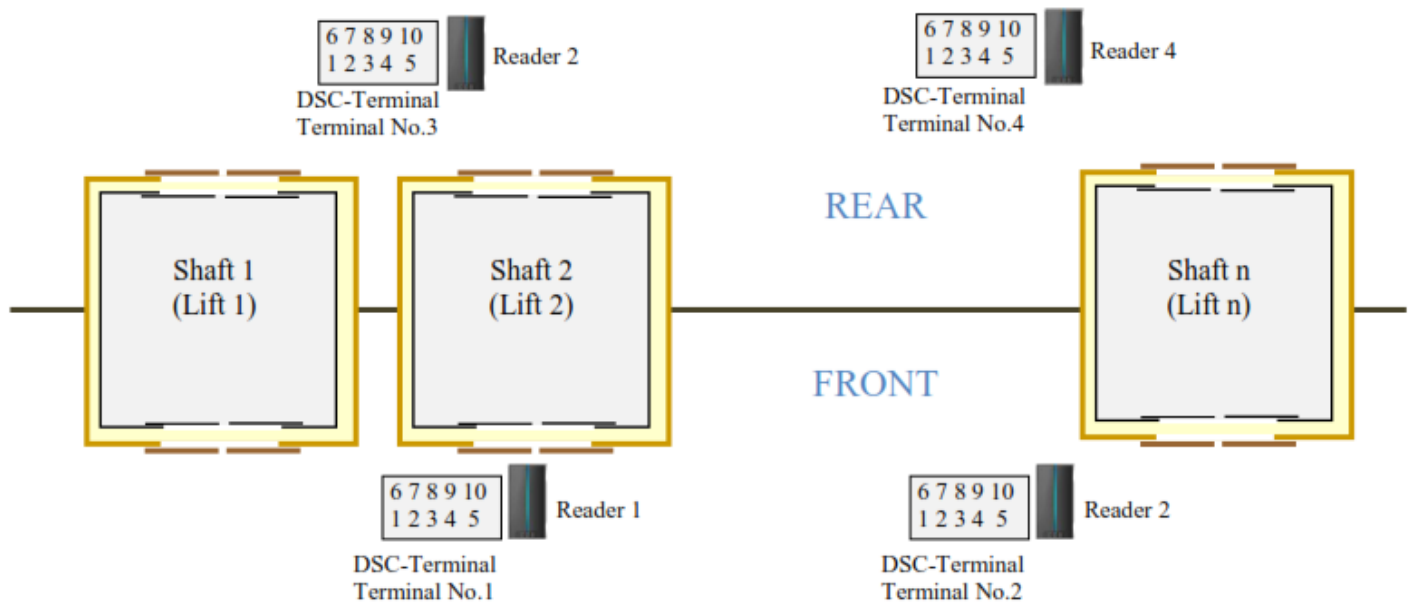 6 7 8 9 10
1 2 3 4 5
Reader 2
DSC-Terminal
Terminal No.3
6 7 8 9 10
1 2 3 4 5
Reader 4
DSC-Terminal
Terminal No.4
REAR
Shaft 1
(Lift 1)
Shaft 2
(Lift 2)
Shaft n
(Lift n)
FRONT
6 7 8 9 10
1 2 3 4 5
Reader 1
DSC-Terminal
Terminal No.1
6 7 8 9 10
1 2 3 4 5
Reader 2
DSC-Terminal
Terminal No.2